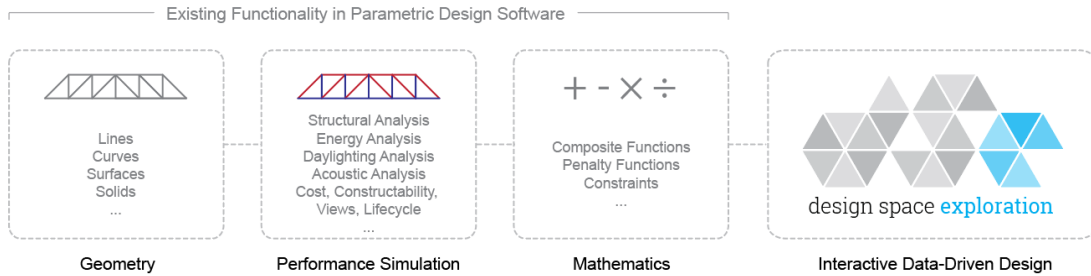 Existing Functionality in Parametric Design Software
Lines
Curves
Surfaces
Solids
...
Geometry
Structural Analysis
Energy Analysis
Daylighting Analysis
Acoustic Analysis
Cost, Constructability,
Views, Lifecycle
...
Performance Simulation
+ - × ÷
Composite Functions
Penalty Functions
Constraints
...
Mathematics
design space exploration
Interactive Data-Driven Design